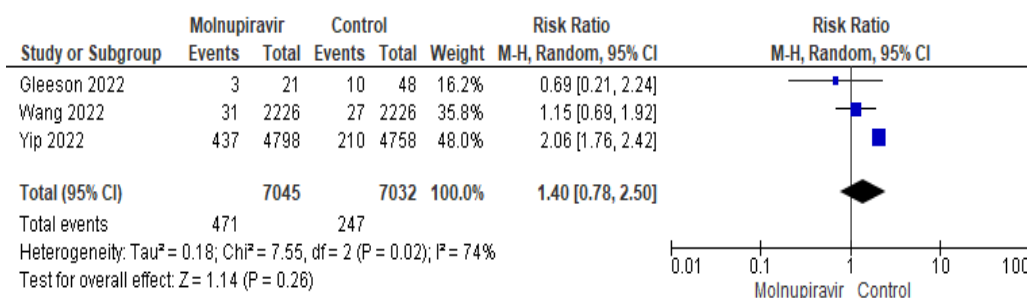 Molnupiravir Control Risk Ratio Risk Ratio
Study or Subgroup Events Total Events Total Weight M-H, Random, 95% CI M-H, Random, 95% CI
Gleeson 2022 3 21 10 48 16.2% 0.69 [0.21, 2.24]
Wang 2022 31 2226 27 2226 35.8% 1.15 [0.69, 1.92]
Yip 2022 437 4798 210 4758 48.0% 2.06 [1.76, 2.42]
Total (95% CI) 7045 7032 100.0% 1.40 [0.78, 2.50]
Total events 471 247
Heterogeneity: Tau² = 0.18; Chi² = 7.55, df = 2 (P = 0.02); I² = 74%
Test for overall effect: Z = 1.14 (P = 0.26)
0.01 0.1 1 10 100
Molnupiravir Control